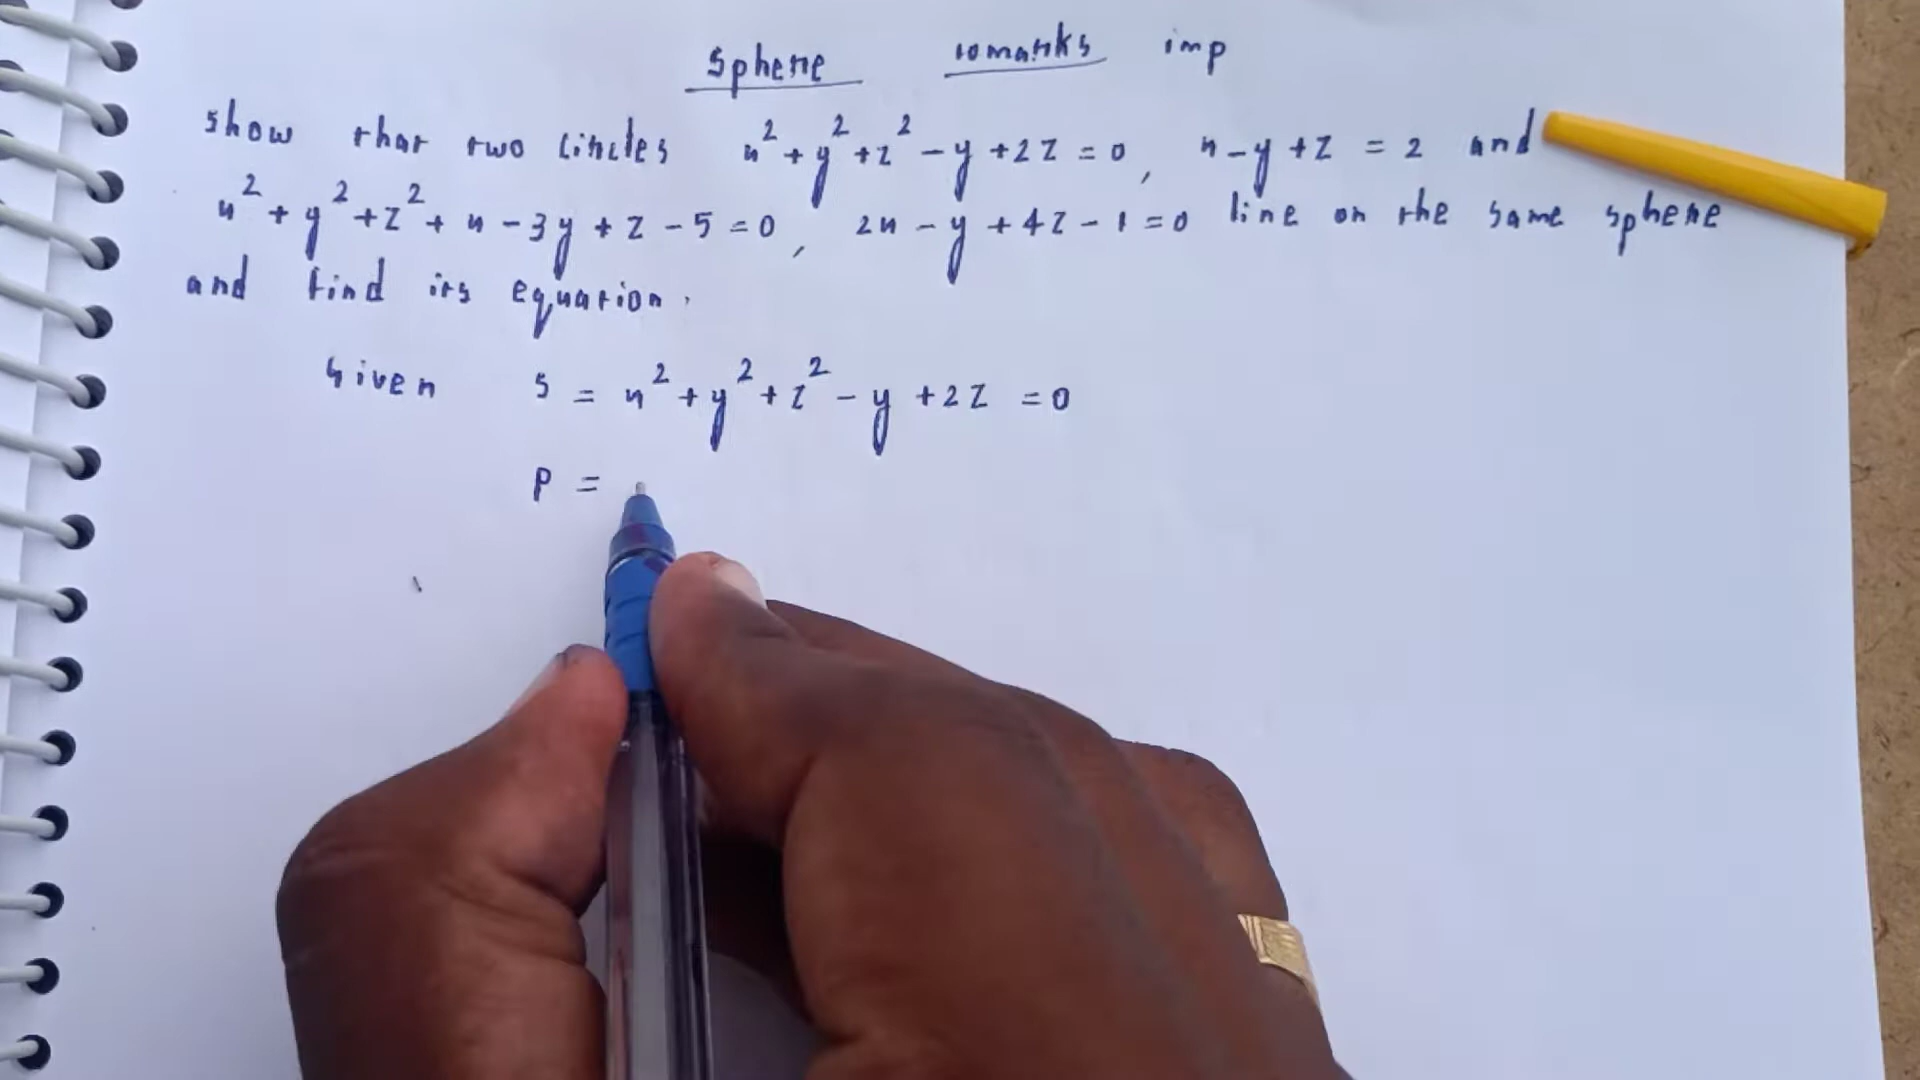 Sphere 10marks imp
show that two circles x² + y² + z² - y + 2z = 0, x - y + z = 2 and
x² + y² + z² + x - 3y + z - 5 = 0, 2x - y + 4z - 1 = 0 line on the same sphere
and find its equation.
Given S = x² + y² + z² - y + 2z = 0
P =